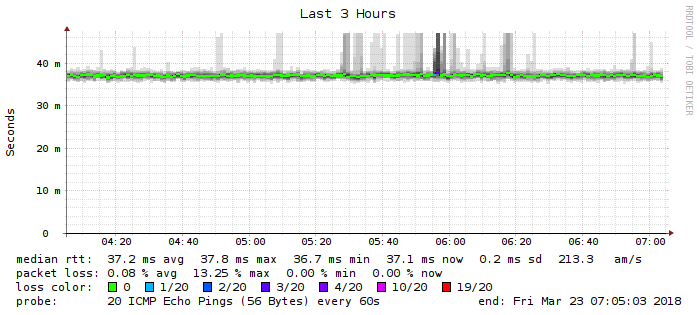 Last 3 Hours
RRDTOOL / TOBI OETIKER
Seconds
40 m
30 m
20 m
10 m
0
04:20 04:40 05:00 05:20 05:40 06:00 06:20 06:40 07:00
median rtt: 37.2 ms avg 37.8 ms max 36.7 ms min 37.1 ms now 0.2 ms sd 213.3 am/s
packet loss: 0.08 % avg 13.25 % max 0.00 % min 0.00 % now
loss color: 0 1/20 2/20 3/20 4/20 10/20 19/20
probe: 20 ICMP Echo Pings (56 Bytes) every 60s end: Fri Mar 23 07:05:03 2018